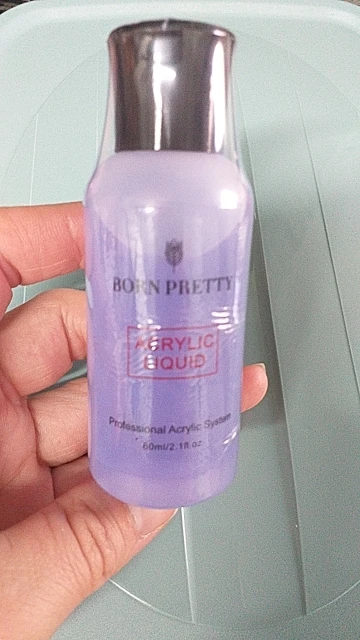 BORN PRETTY
ACRYLIC
LIQUID
Professional Acrylic System
60ml/2.1fl.oz